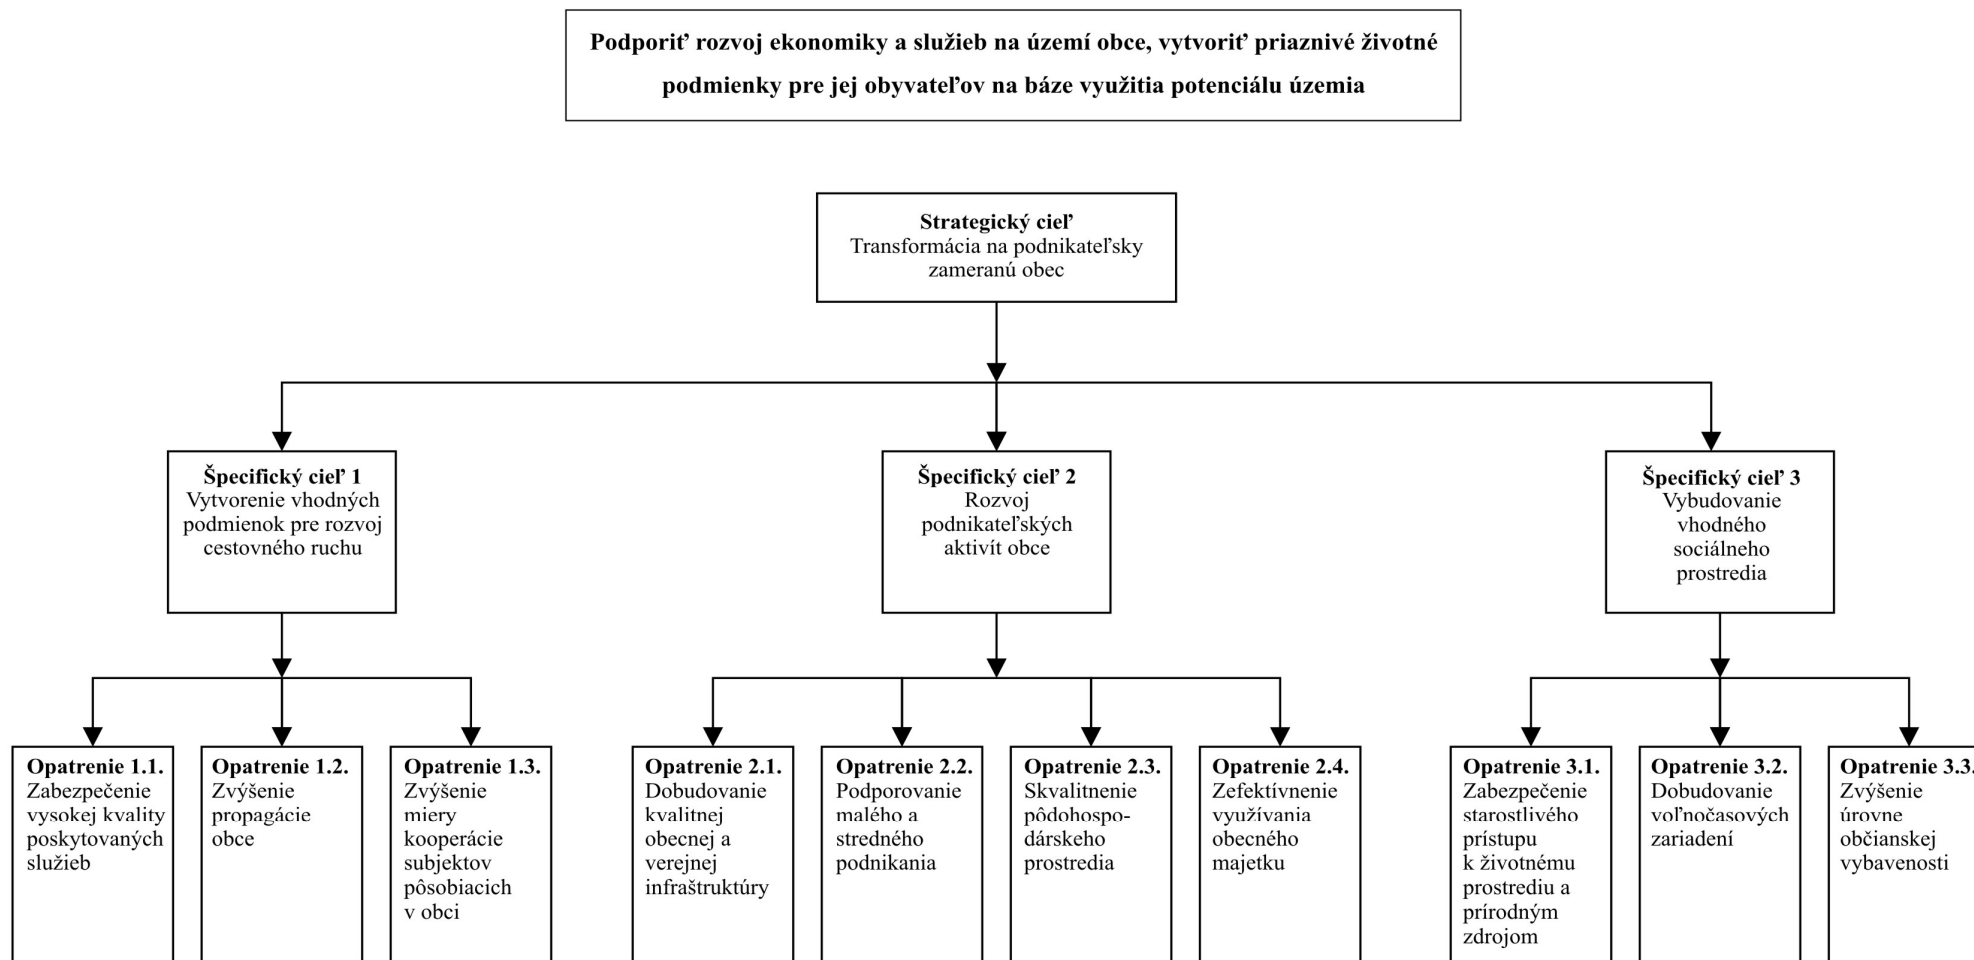 Podporiť rozvoj ekonomiky a služieb na území obce, vytvoriť priaznivé životné
podmienky pre jej obyvateľov na báze využitia potenciálu územia
Strategický cieľ
Transformácia na podnikateľsky
zameranú obec
Špecifický cieľ 1
Vytvorenie vhodných
podmienok pre rozvoj
cestovného ruchu
Špecifický cieľ 2
Rozvoj
podnikateľských
aktivít obce
Špecifický cieľ 3
Vybudovanie
vhodného
sociálneho
prostredia
Opatrenie 1.1.
Zabezpečenie
vysokej kvality
poskytovaných
služieb
Opatrenie 1.2.
Zvýšenie
propagácie
obce
Opatrenie 1.3.
Zvýšenie
miery
kooperácie
subjektov
pôsobiacich
v obci
Opatrenie 2.1.
Dobudovanie
kvalitnej
obecnej a
verejnej
infraštruktúry
Opatrenie 2.2.
Podporovanie
malého a
stredného
podnikania
Opatrenie 2.3.
Skvalitnenie
pôdohospo-
dárskeho
prostredia
Opatrenie 2.4.
Zefektívnenie
využívania
obecného
majetku
Opatrenie 3.1.
Zabezpečenie
starostlivého
prístupu
k životnému
prostrediu a
prírodným
zdrojom
Opatrenie 3.2.
Dobudovanie
voľnočasových
zariadení
Opatrenie 3.3.
Zvýšenie
úrovne
občianskej
vybavenosti